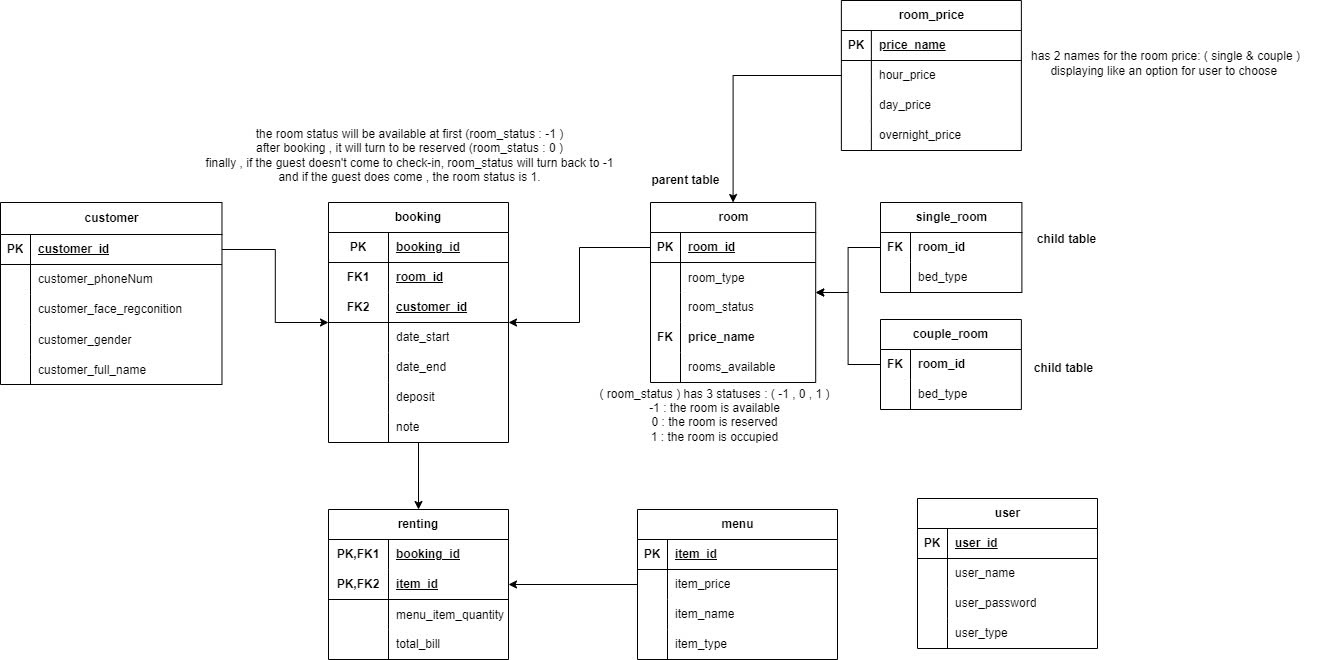 room_price
PK price_name
hour_price
day_price
overnight_price
has 2 names for the room price: ( single & couple )
displaying like an option for user to choose
the room status will be available at first (room_status : -1 )
after booking , it will turn to be reserved (room_status : 0 )
finally , if the guest doesn't come to check-in, room_status will turn back to -1
and if the guest does come , the room status is 1.
parent table
customer
PK customer_id
customer_phoneNum
customer_face_regconition
customer_gender
customer_full_name
booking
PK booking_id
FK1 room_id
FK2 customer_id
date_start
date_end
deposit
note
room
PK room_id
room_type
room_status
FK price_name
rooms_available
( room_status ) has 3 statuses : ( -1 , 0 , 1 )
-1 : the room is available
0 : the room is reserved
1 : the room is occupied
single_room
FK room_id
bed_type
child table
couple_room
FK room_id
bed_type
child table
renting
PK,FK1 booking_id
PK,FK2 item_id
menu_item_quantity
total_bill
menu
PK item_id
item_price
item_name
item_type
user
PK user_id
user_name
user_password
user_type